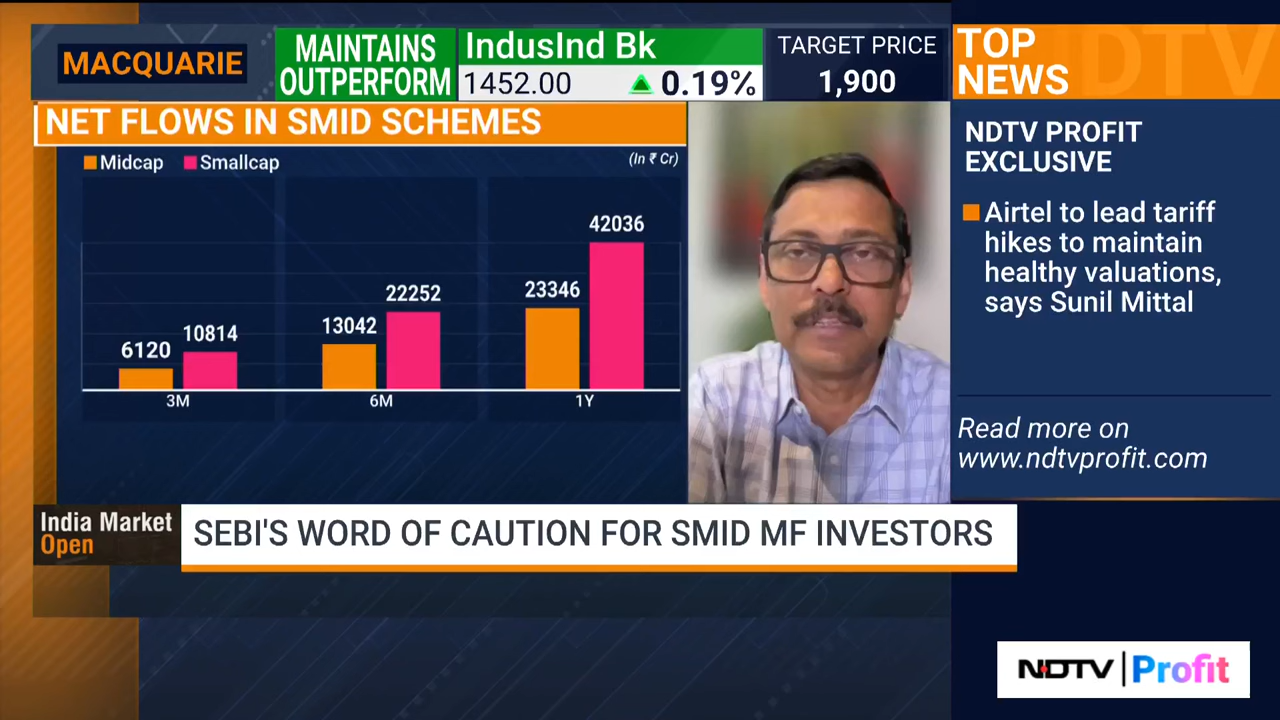 MACQUARIE
MAINTAINS
OUTPERFORM
IndusInd Bk
1452.00 ▲ 0.19%
TARGET PRICE
1,900
TOP
NEWS
NDTV
NET FLOWS IN SMID SCHEMES
Midcap Smallcap
(In ₹ Cr)
6120 10814
13042 22252
23346 42036
3M 6M 1Y
NDTV PROFIT
EXCLUSIVE
Airtel to lead tariff
hikes to maintain
healthy valuations,
says Sunil Mittal
Read more on
www.ndtvprofit.com
India Market
Open
SEBI'S WORD OF CAUTION FOR SMID MF INVESTORS
NDTV Profit